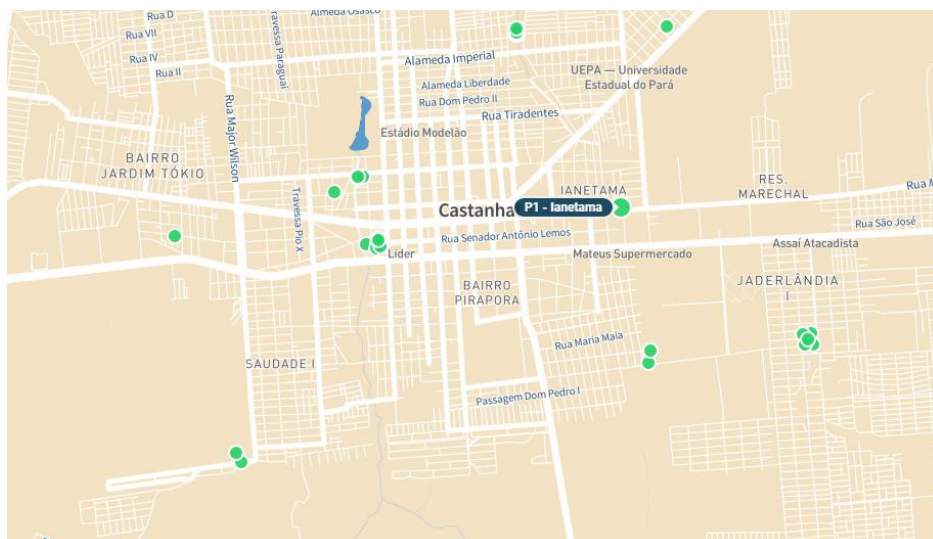 Rua D
Almeda Osasco
Rua VII
Travessa Paraguai
Rua IV
Alameda Imperial
Rua II
UEPA — Universidade
Estadual do Pará
Alameda Liberdade
Rua Dom Pedro II
Rua Major Wilson
Rua Tiradentes
Estádio Modelão
BAIRRO
JARDIM TÓKIO
RES.
MARECHAL
IANETAMA
Rua M
Travessa Pio X
Castanha
P1 - Ianetama
Rua São José
Rua Senador Antônio Lemos
Assaí Atacadista
Lider
Mateus Supermercado
JADERLÂNDIA
I
BAIRRO
PIRAPORA
Rua Maria Maia
SAUDADE I
Passagem Dom Pedro I